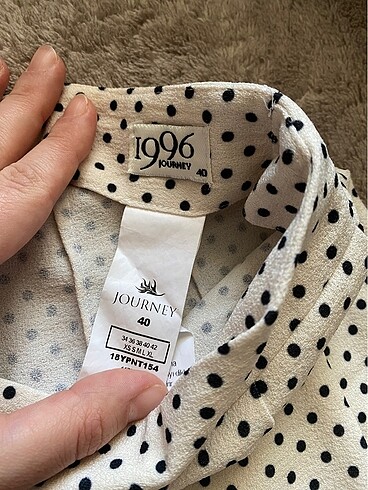 1996
JOURNEY
40
JOURNEY
40
34 36 38 40 42
XS S M L XL
18YPNT154